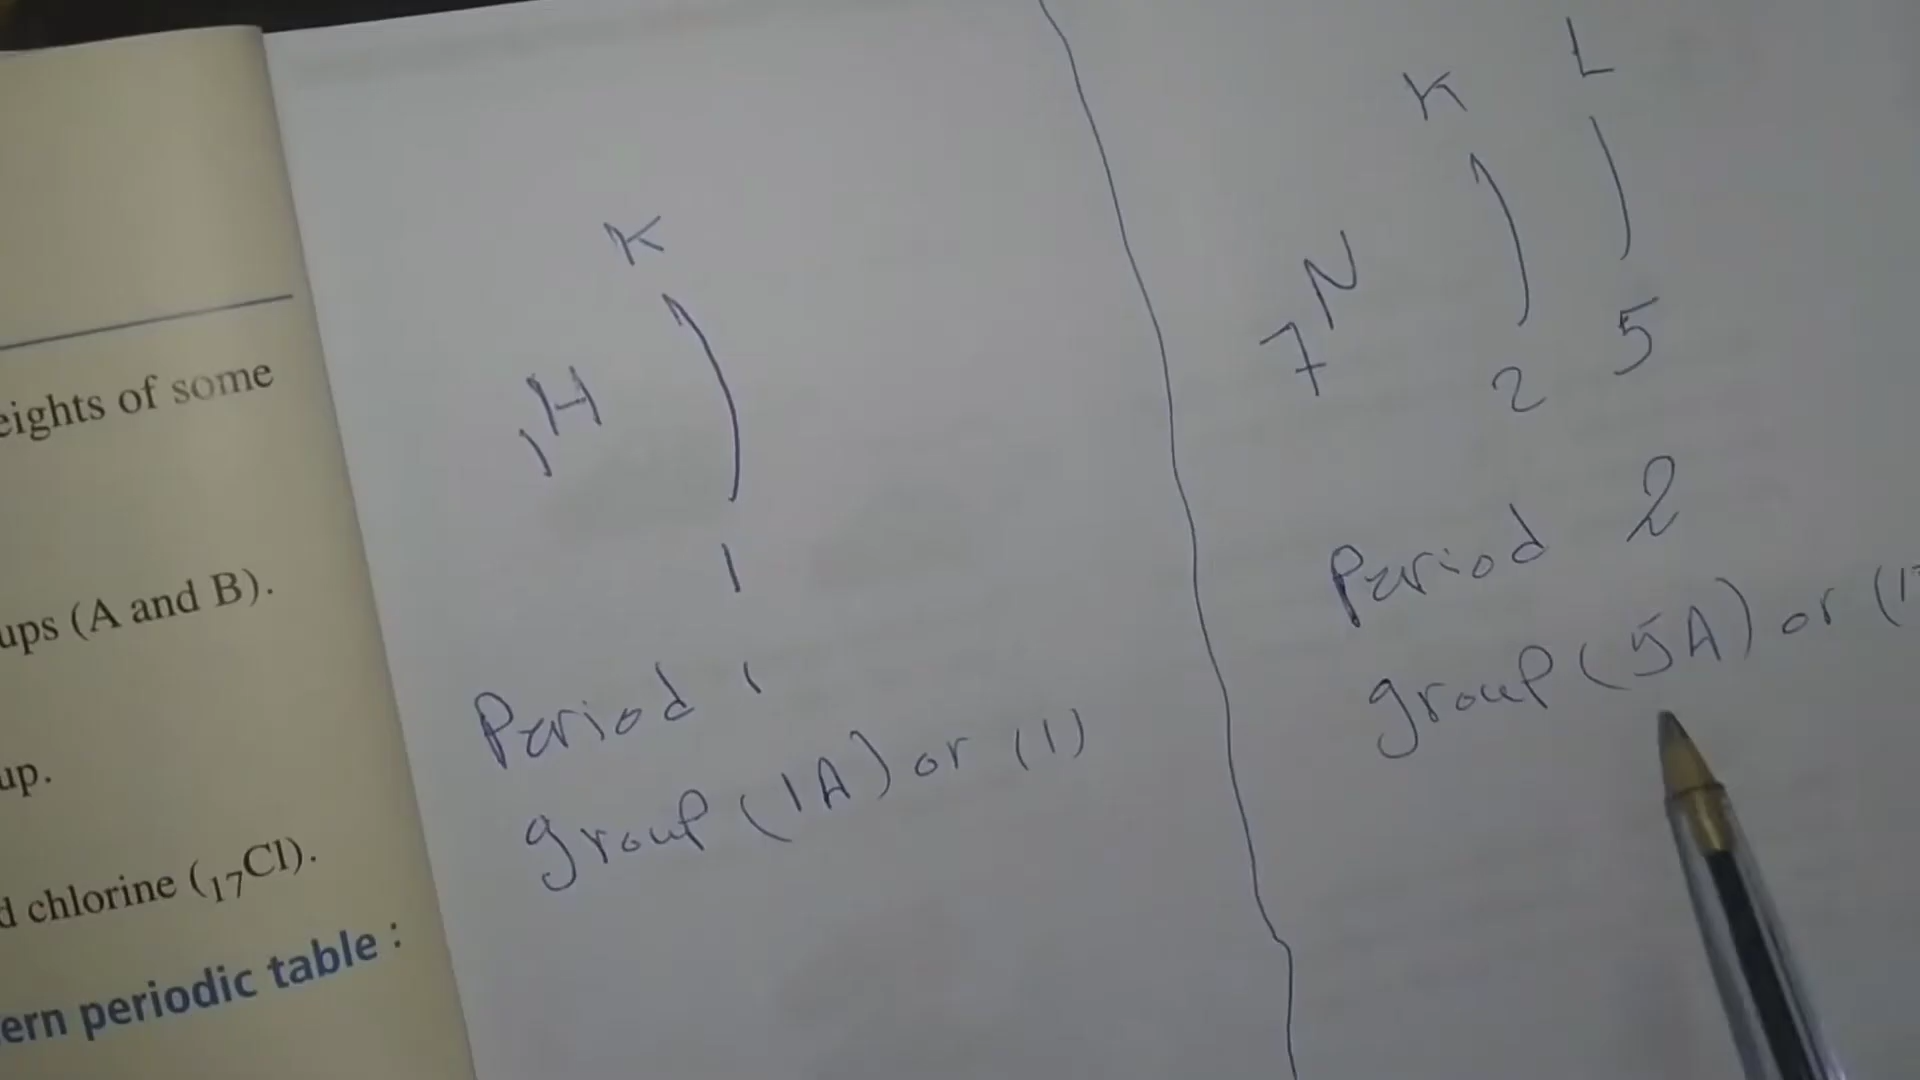 eights of some
ups (A and B).
up.
d chlorine (₁₇Cl).
ern periodic table :
K
₁H
1
Period 1
group (1A) or (1)
K L
₇N
2 5
Period 2
group (5A) or (1